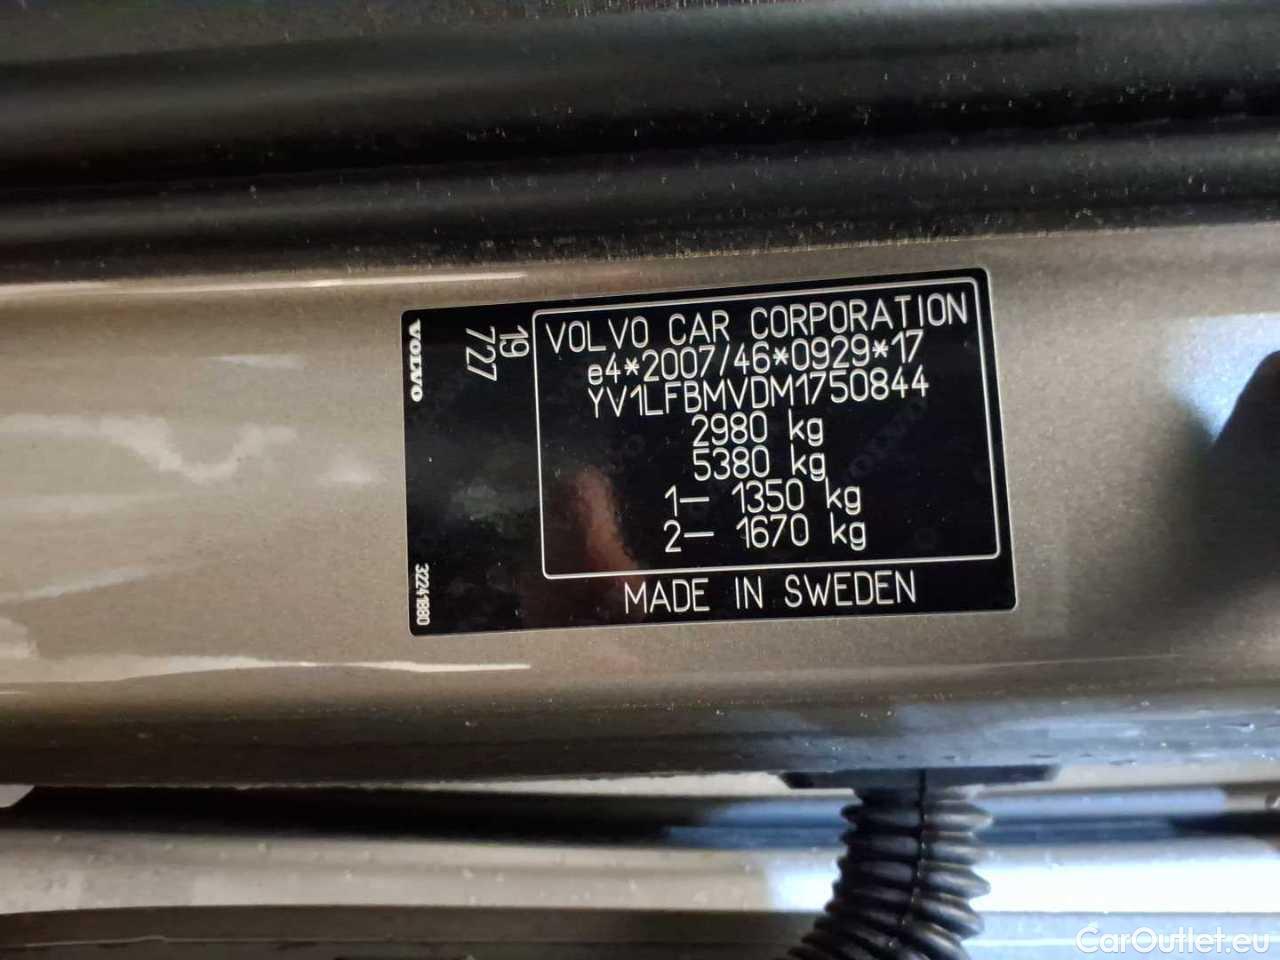 VOLVO
19
727
VOLVO CAR CORPORATION
e4*2007/46*0929*17
YV1LFBMVDM1750844
2980 kg
5380 kg
1— 1350 kg
2— 1670 kg
MADE IN SWEDEN
32241980
CarOutlet.eu